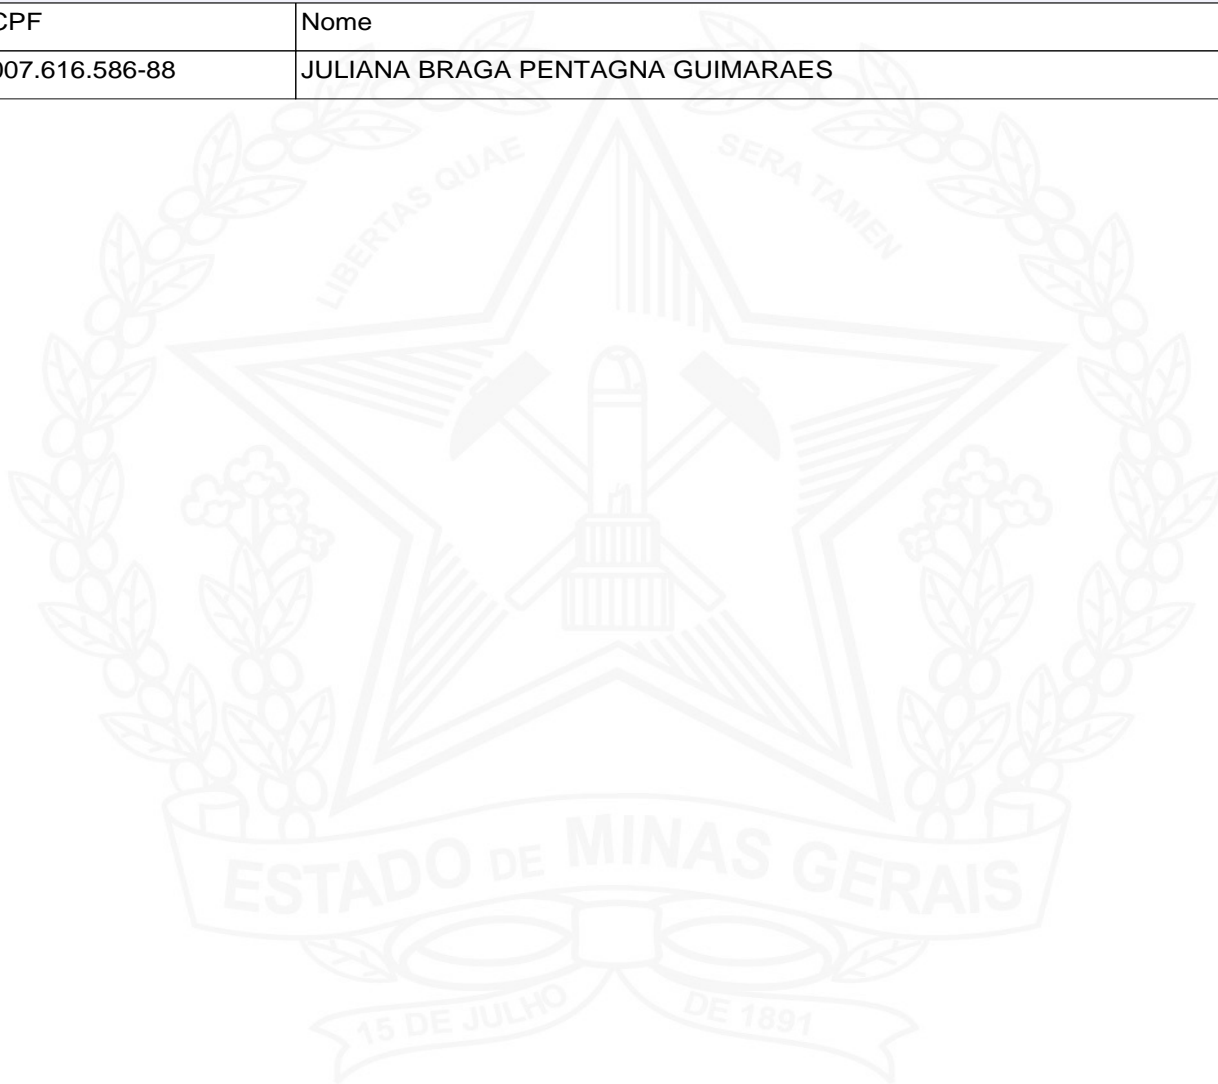 CPF Nome
007.616.586-88 JULIANA BRAGA PENTAGNA GUIMARAES
LIBERTAS QUAE SERA TAMEN
ESTADO DE MINAS GERAIS
15 DE JULHO DE 1891